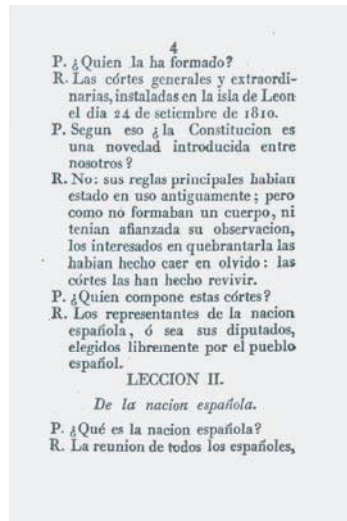 4
P. ¿Quien la ha formado?
R. Las córtes generales y extraordi-
narias, instaladas en la isla de Leon
el dia 24 de setiembre de 1810.
P. Segun eso ¿la Constitucion es
una novedad introducida entre
nosotros?
R. No: sus reglas principales habian
estado en uso antiguamente; pero
como no formaban un cuerpo, ni
tenian afianzada su observacion,
los interesados en quebrantarla las
habian hecho caer en olvido: las
córtes las han hecho revivir.
P. ¿Quien compone estas córtes?
R. Los representantes de la nacion
española, ó sea sus diputados,
elegidos libremente por el pueblo
español.
LECCION II.
De la nacion española.
P. ¿Qué es la nacion española?
R. La reunion de todos los españoles,